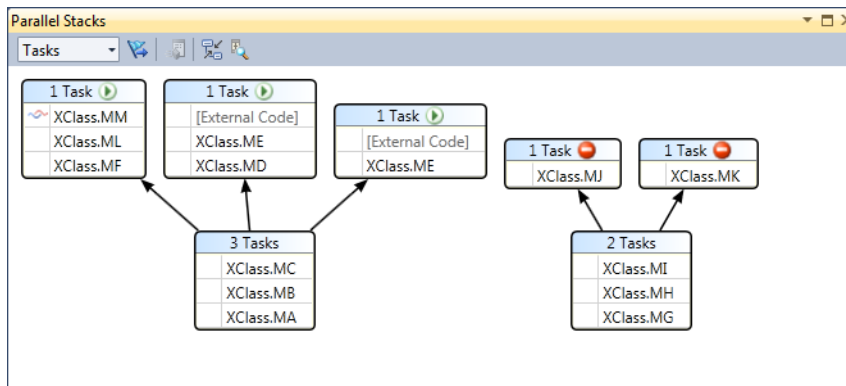 Parallel Stacks
Tasks
1 Task
XClass.MM
XClass.ML
XClass.MF
1 Task
[External Code]
XClass.ME
XClass.MD
1 Task
[External Code]
XClass.ME
1 Task
XClass.MJ
1 Task
XClass.MK
3 Tasks
XClass.MC
XClass.MB
XClass.MA
2 Tasks
XClass.MI
XClass.MH
XClass.MG